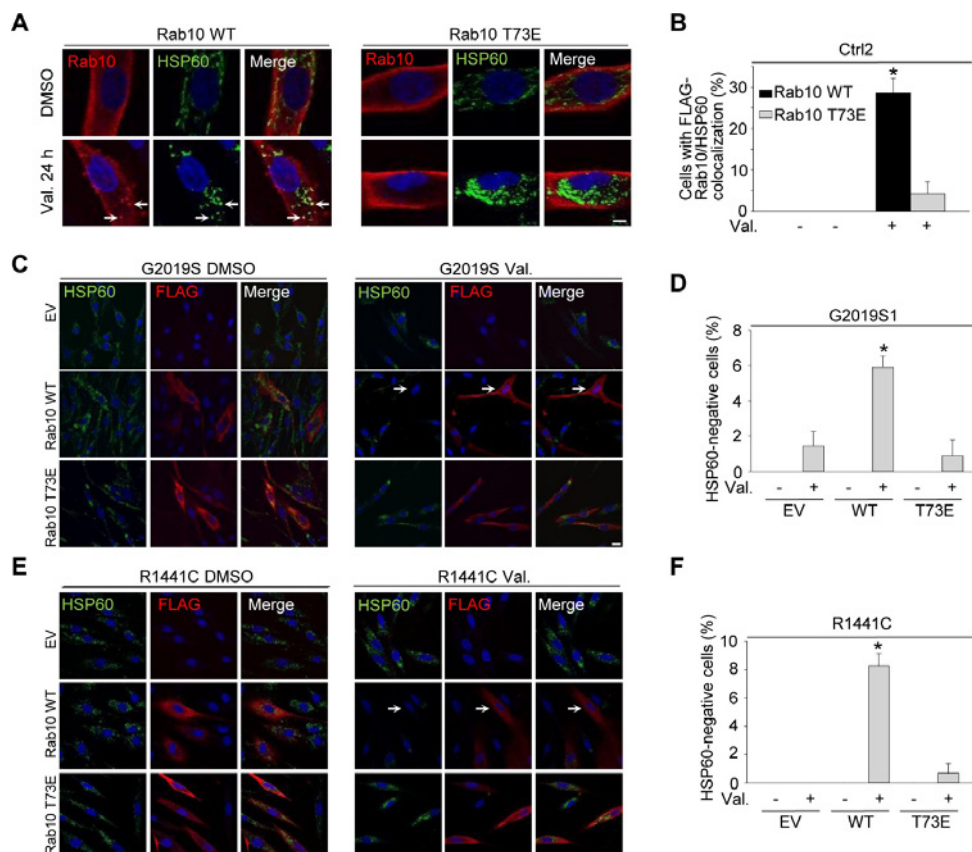 A
Rab10 WT
Rab10 T73E
Rab10
HSP60
Merge
Rab10
HSP60
Merge
DMSO
Val. 24 h
B
Ctrl2
Cells with FLAG-
Rab10/HSP60
colocalization (%)
30
20
10
0
*
Rab10 WT
Rab10 T73E
Val.
-
-
+
+
C
G2019S DMSO
G2019S Val.
HSP60
FLAG
Merge
HSP60
FLAG
Merge
EV
Rab10 WT
Rab10 T73E
D
G2019S1
HSP60-negative cells (%)
8
6
4
2
0
*
Val.
- + - + - +
EV WT T73E
E
R1441C DMSO
R1441C Val.
HSP60
FLAG
Merge
HSP60
FLAG
Merge
EV
Rab10 WT
Rab10 T73E
F
R1441C
HSP60-negative cells (%)
10
8
6
4
2
0
*
Val.
- + - + - +
EV WT T73E